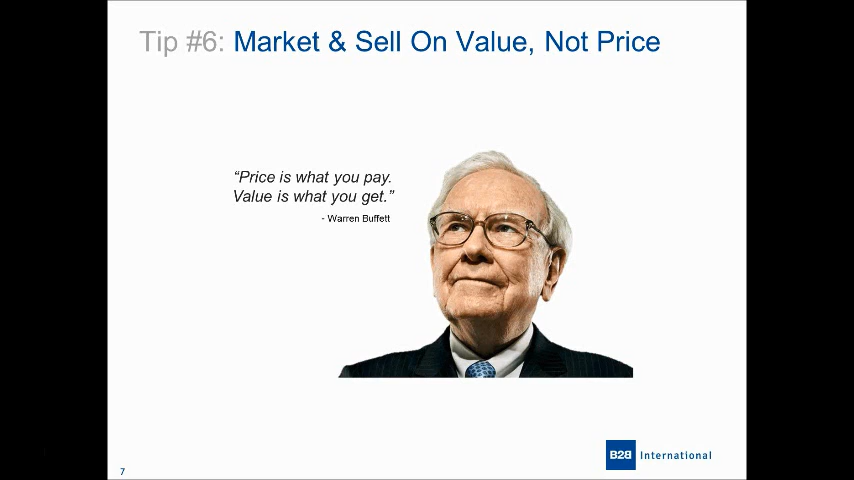 Tip #6: Market & Sell On Value, Not Price
“Price is what you pay.
Value is what you get.”
- Warren Buffett
B2B International
7